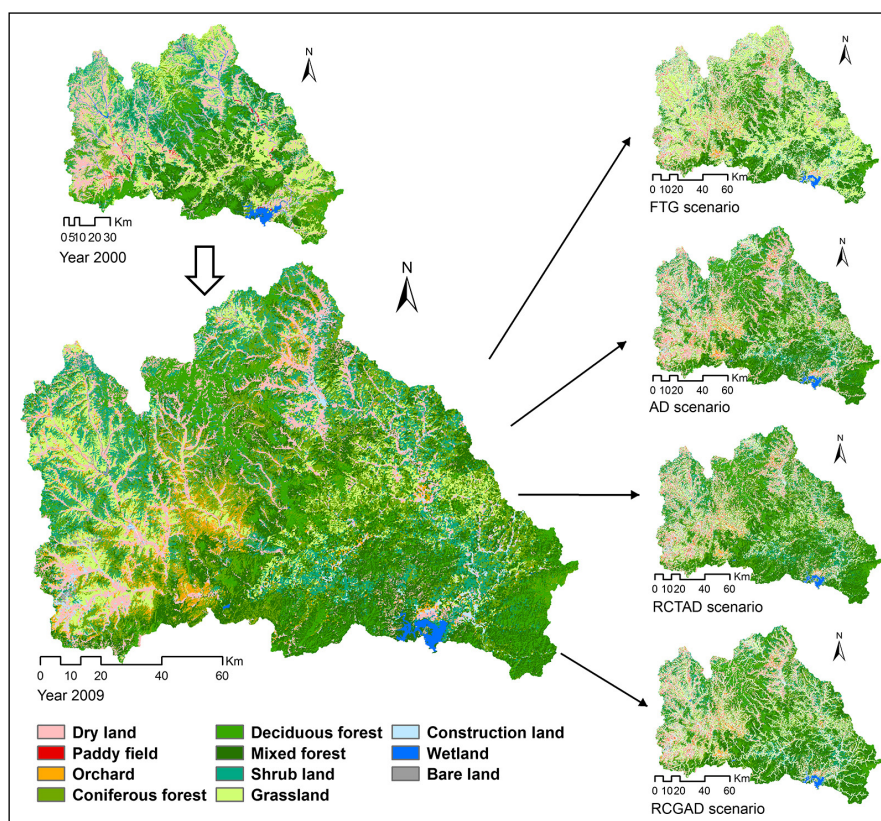 N
Km
0 5 10 20 30
Year 2000
N
Km
0 10 20 40 60
Year 2009
N
Km
0 10 20 40 60
FTG scenario
N
Km
0 10 20 40 60
AD scenario
N
Km
0 10 20 40 60
RCTAD scenario
N
Km
0 10 20 40 60
RCGAD scenario
Dry land
Paddy field
Orchard
Coniferous forest
Deciduous forest
Mixed forest
Shrub land
Grassland
Construction land
Wetland
Bare land